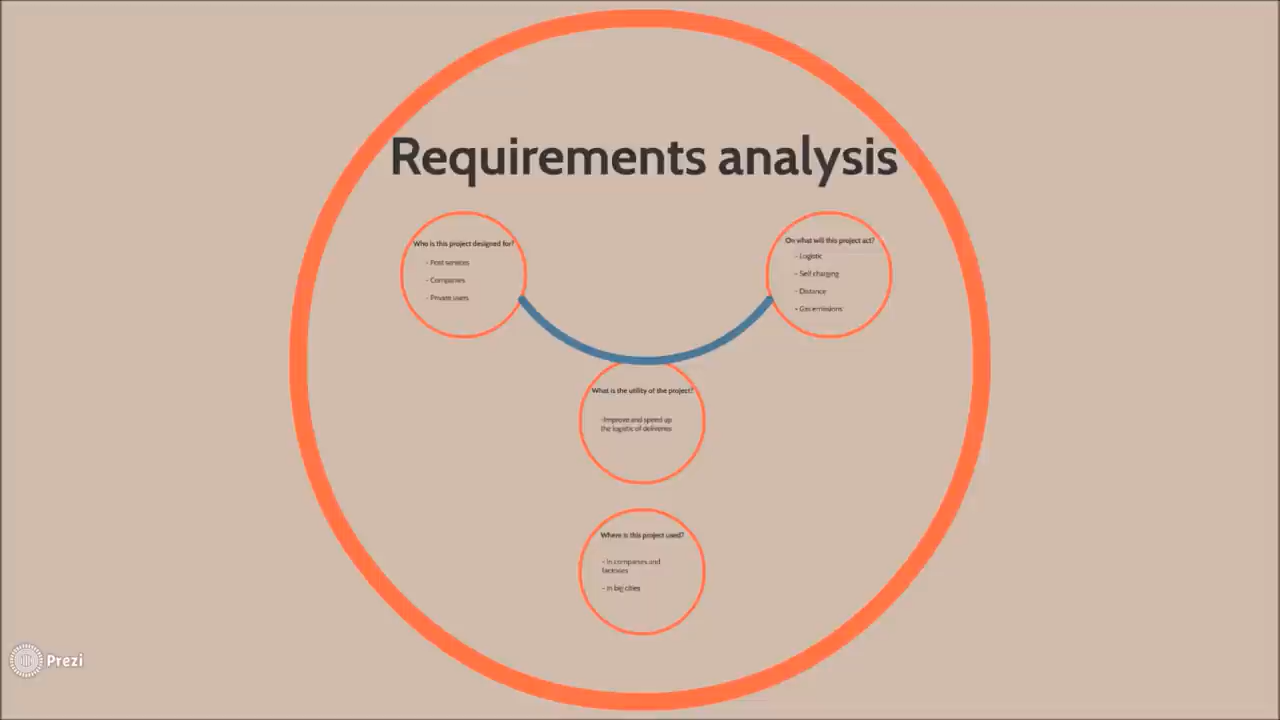 Requirements analysis
Who is this project designed for?
- Post services
- Companies
- Private users
On what will this project act?
- Logistic
- Self charging
- Distance
- Gas emissions
What is the utility of the project?
-Improve and speed up
the logistic of deliveries
Where is this project used?
- In companies and
factories
- In big cities
Prezi